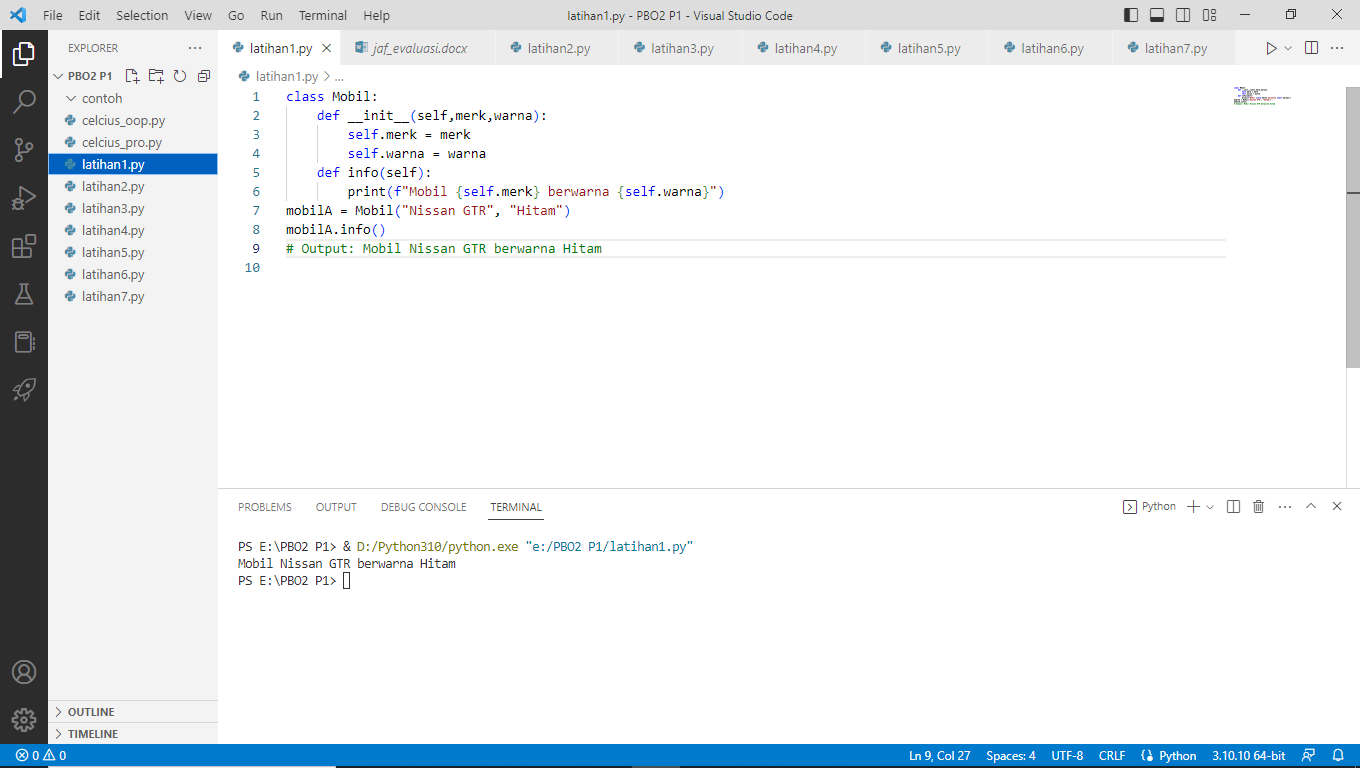 File Edit Selection View Go Run Terminal Help latihan1.py - PBO2 P1 - Visual Studio Code
EXPLORER
PBO2 P1
contoh
celcius_oop.py
celcius_pro.py
latihan1.py
latihan2.py
latihan3.py
latihan4.py
latihan5.py
latihan6.py
latihan7.py
OUTLINE
TIMELINE
latihan1.py jaf_evaluasi.docx latihan2.py latihan3.py latihan4.py latihan5.py latihan6.py latihan7.py
latihan1.py > ...
1 class Mobil:
2 def __init__(self,merk,warna):
3 self.merk = merk
4 self.warna = warna
5 def info(self):
6 print(f"Mobil {self.merk} berwarna {self.warna}")
7 mobilA = Mobil("Nissan GTR", "Hitam")
8 mobilA.info()
9 # Output: Mobil Nissan GTR berwarna Hitam
10
PROBLEMS OUTPUT DEBUG CONSOLE TERMINAL Python
PS E:\PBO2 P1> & D:/Python310/python.exe "e:/PBO2 P1/latihan1.py"
Mobil Nissan GTR berwarna Hitam
PS E:\PBO2 P1>
0 0 Ln 9, Col 27 Spaces: 4 UTF-8 CRLF Python 3.10.10 64-bit